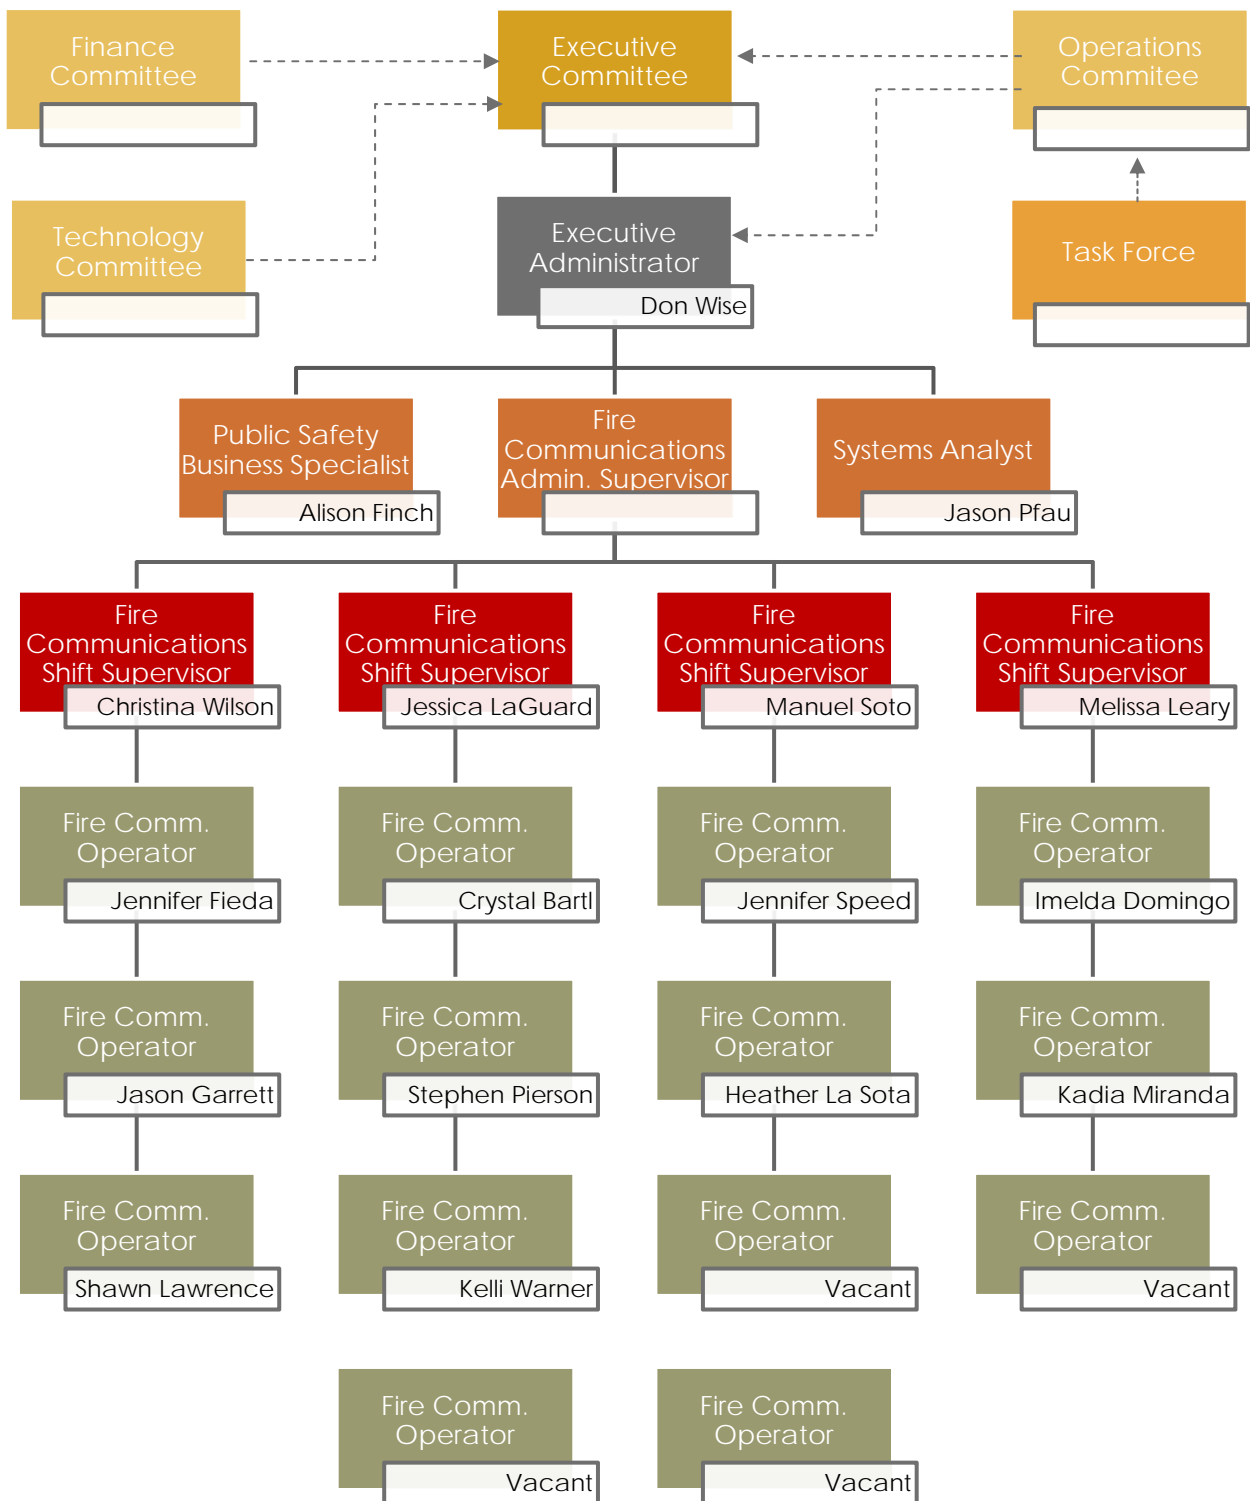 Finance
Committee
Executive
Committee
Operations
Commitee
Technology
Committee
Executive
Administrator
Don Wise
Task Force
Public Safety
Business Specialist
Alison Finch
Fire
Communications
Admin. Supervisor
Systems Analyst
Jason Pfau
Fire
Communications
Shift Supervisor
Christina Wilson
Fire
Communications
Shift Supervisor
Jessica LaGuard
Fire
Communications
Shift Supervisor
Manuel Soto
Fire
Communications
Shift Supervisor
Melissa Leary
Fire Comm.
Operator
Jennifer Fieda
Fire Comm.
Operator
Crystal Bartl
Fire Comm.
Operator
Jennifer Speed
Fire Comm.
Operator
Imelda Domingo
Fire Comm.
Operator
Jason Garrett
Fire Comm.
Operator
Stephen Pierson
Fire Comm.
Operator
Heather La Sota
Fire Comm.
Operator
Kadia Miranda
Fire Comm.
Operator
Shawn Lawrence
Fire Comm.
Operator
Kelli Warner
Fire Comm.
Operator
Vacant
Fire Comm.
Operator
Vacant
Fire Comm.
Operator
Vacant
Fire Comm.
Operator
Vacant